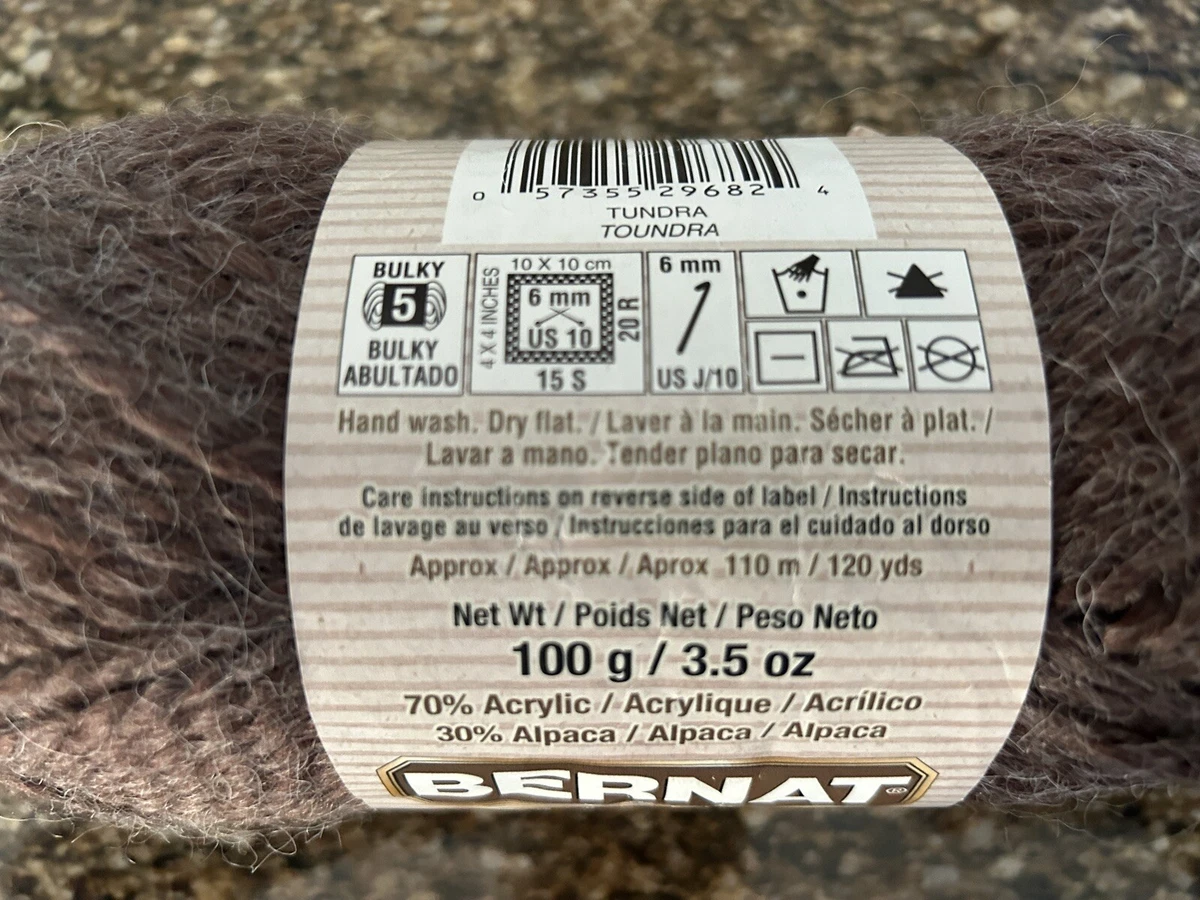 0 57355 29682 4
TUNDRA
TOUNDRA
BULKY
5
BULKY
ABULTADO
10 X 10 cm
4 X 4 INCHES
6 mm
US 10
20 R
15 S
6 mm
US J/10
Hand wash. Dry flat. / Laver à la main. Sécher à plat. /
Lavar a mano. Tender plano para secar.
Care instructions on reverse side of label / Instructions
de lavage au verso / Instrucciones para el cuidado al dorso
Approx / Approx / Aprox 110 m / 120 yds
Net Wt / Poids Net / Peso Neto
100 g / 3.5 oz
70% Acrylic / Acrylique / Acrílico
30% Alpaca / Alpaca / Alpaca
BERNAT®